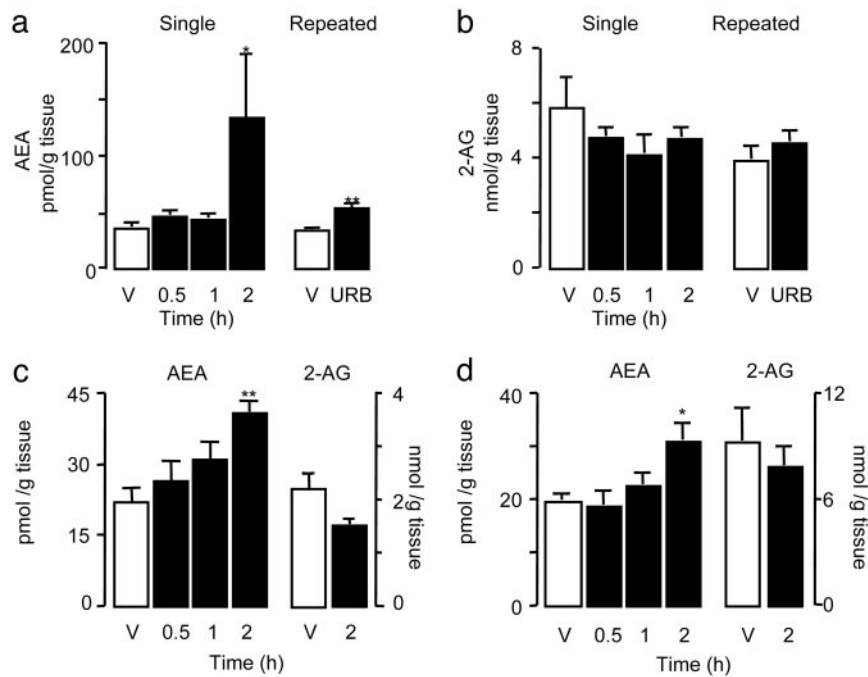 a
Single
Repeated
200
100
0
AEA
pmol/g tissue
*
**
V 0.5 1 2 V URB
Time (h)
b
Single
Repeated
8
4
0
2-AG
nmol/g tissue
V 0.5 1 2 V URB
Time (h)
c
AEA
2-AG
45
30
15
0
pmol /g tissue
**
4
2
0
nmol /g tissue
V 0.5 1 2 V 2
Time (h)
d
AEA
2-AG
40
20
0
pmol /g tissue
*
12
6
0
nmol /g tissue
V 0.5 1 2 V 2
Time (h)